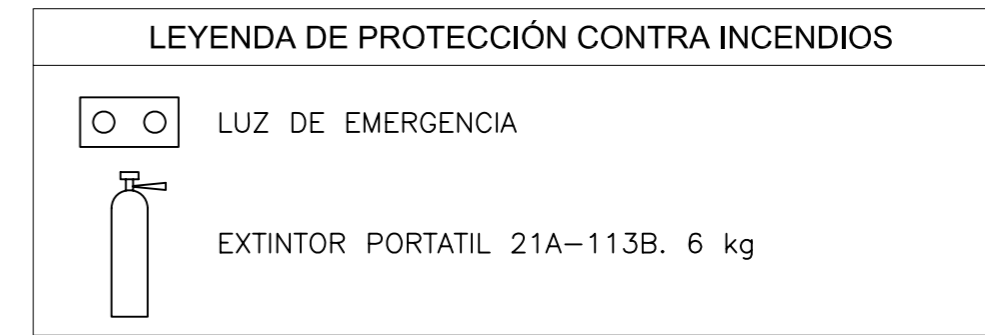 LEYENDA DE PROTECCIÓN CONTRA INCENDIOS
LUZ DE EMERGENCIA
EXTINTOR PORTATIL 21A-113B. 6 kg